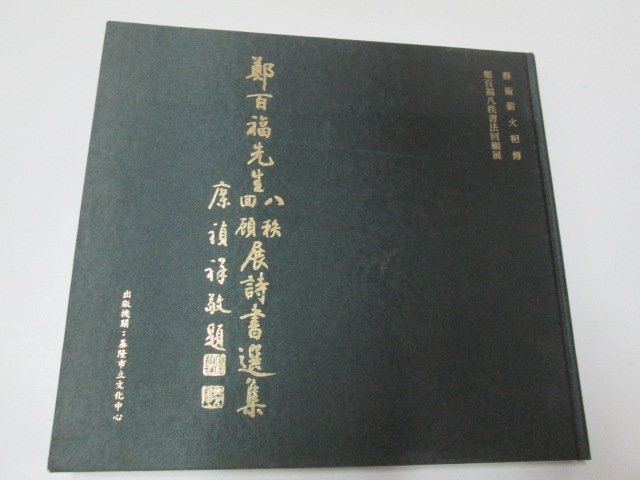 藝術薪火相傳
鄭百福八秩書法回顧展
鄭百福先生八秩回顧展詩書選集
康禎祥敬題
出版機關：基隆市立文化中心